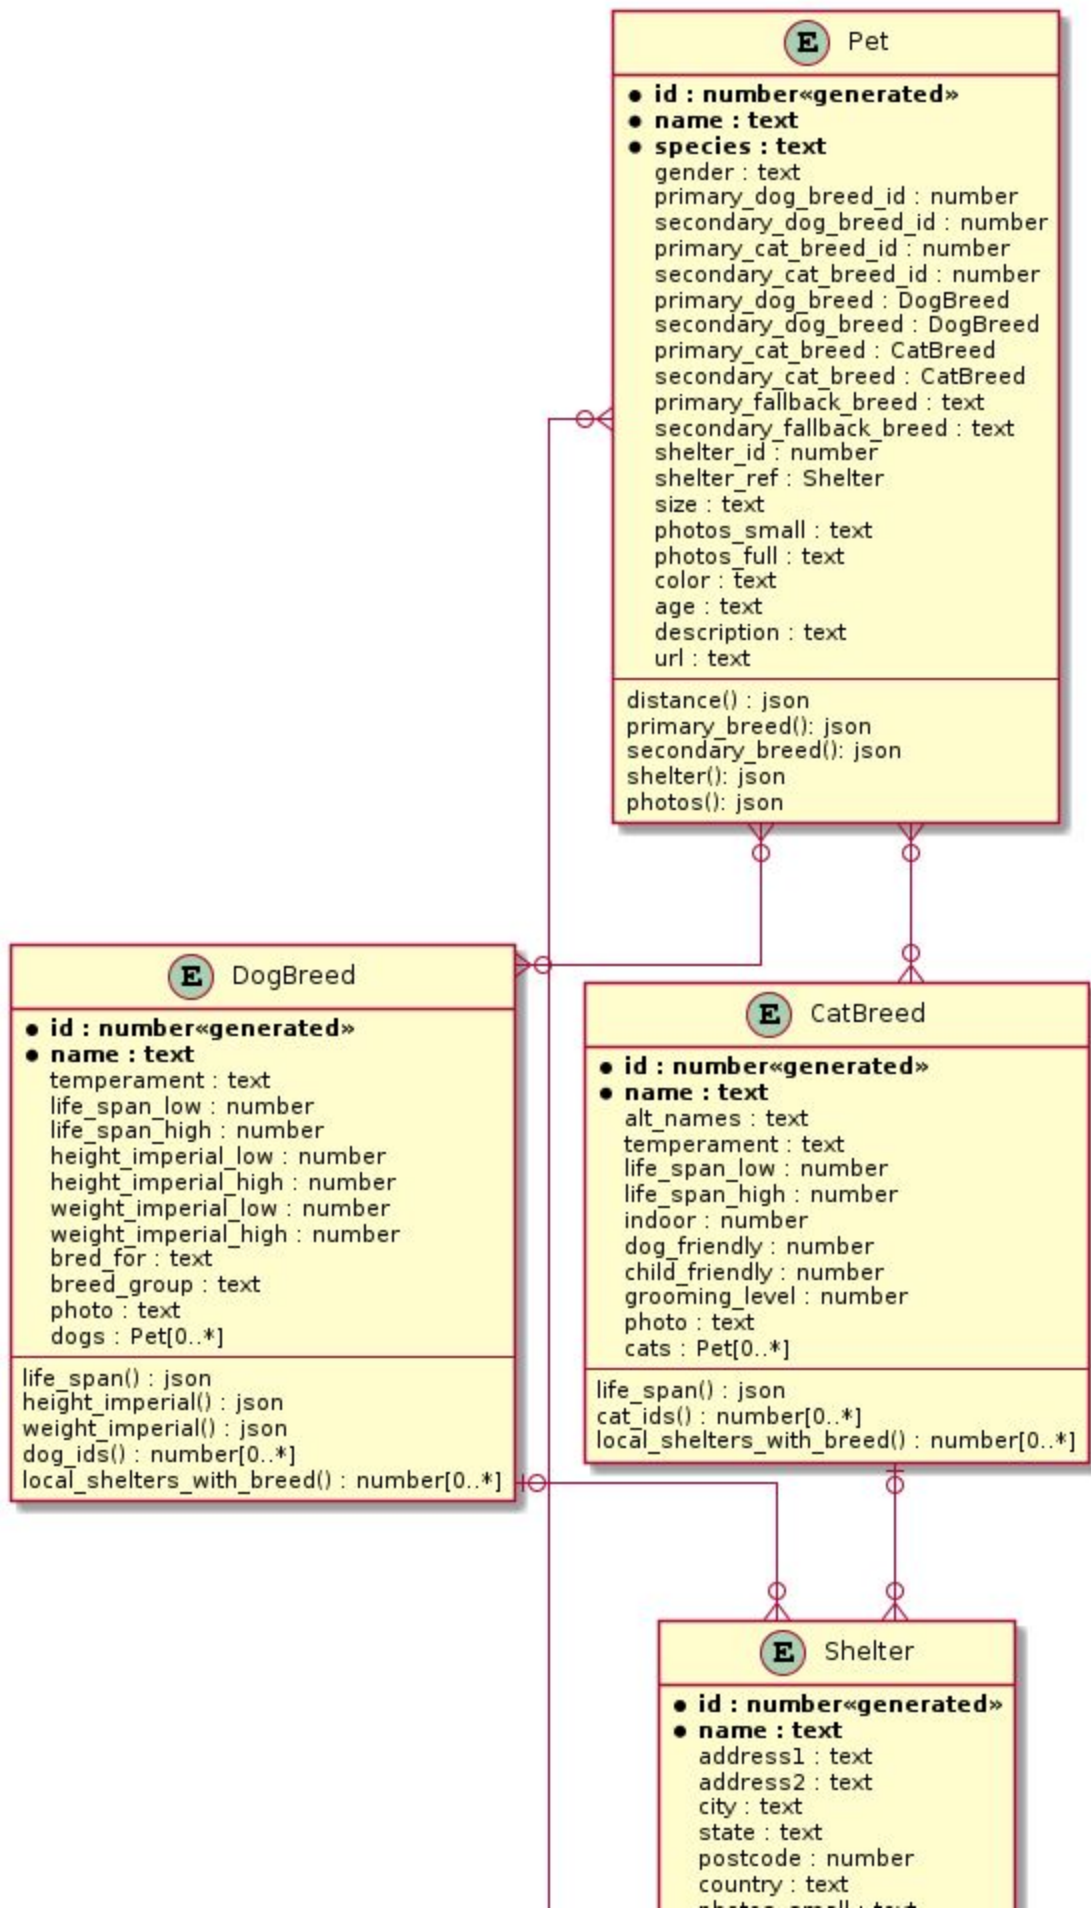 E Pet
● id : number«generated»
● name : text
● species : text
gender : text
primary_dog_breed_id : number
secondary_dog_breed_id : number
primary_cat_breed_id : number
secondary_cat_breed_id : number
primary_dog_breed : DogBreed
secondary_dog_breed : DogBreed
primary_cat_breed : CatBreed
secondary_cat_breed : CatBreed
primary_fallback_breed : text
secondary_fallback_breed : text
shelter_id : number
shelter_ref : Shelter
size : text
photos_small : text
photos_full : text
color : text
age : text
description : text
url : text
distance() : json
primary_breed(): json
secondary_breed(): json
shelter(): json
photos(): json
E DogBreed
● id : number«generated»
● name : text
temperament : text
life_span_low : number
life_span_high : number
height_imperial_low : number
height_imperial_high : number
weight_imperial_low : number
weight_imperial_high : number
bred_for : text
breed_group : text
photo : text
dogs : Pet[0..*]
life_span() : json
height_imperial() : json
weight_imperial() : json
dog_ids() : number[0..*]
local_shelters_with_breed() : number[0..*]
E CatBreed
● id : number«generated»
● name : text
alt_names : text
temperament : text
life_span_low : number
life_span_high : number
indoor : number
dog_friendly : number
child_friendly : number
grooming_level : number
photo : text
cats : Pet[0..*]
life_span() : json
cat_ids() : number[0..*]
local_shelters_with_breed() : number[0..*]
E Shelter
● id : number«generated»
● name : text
address1 : text
address2 : text
city : text
state : text
postcode : number
country : text